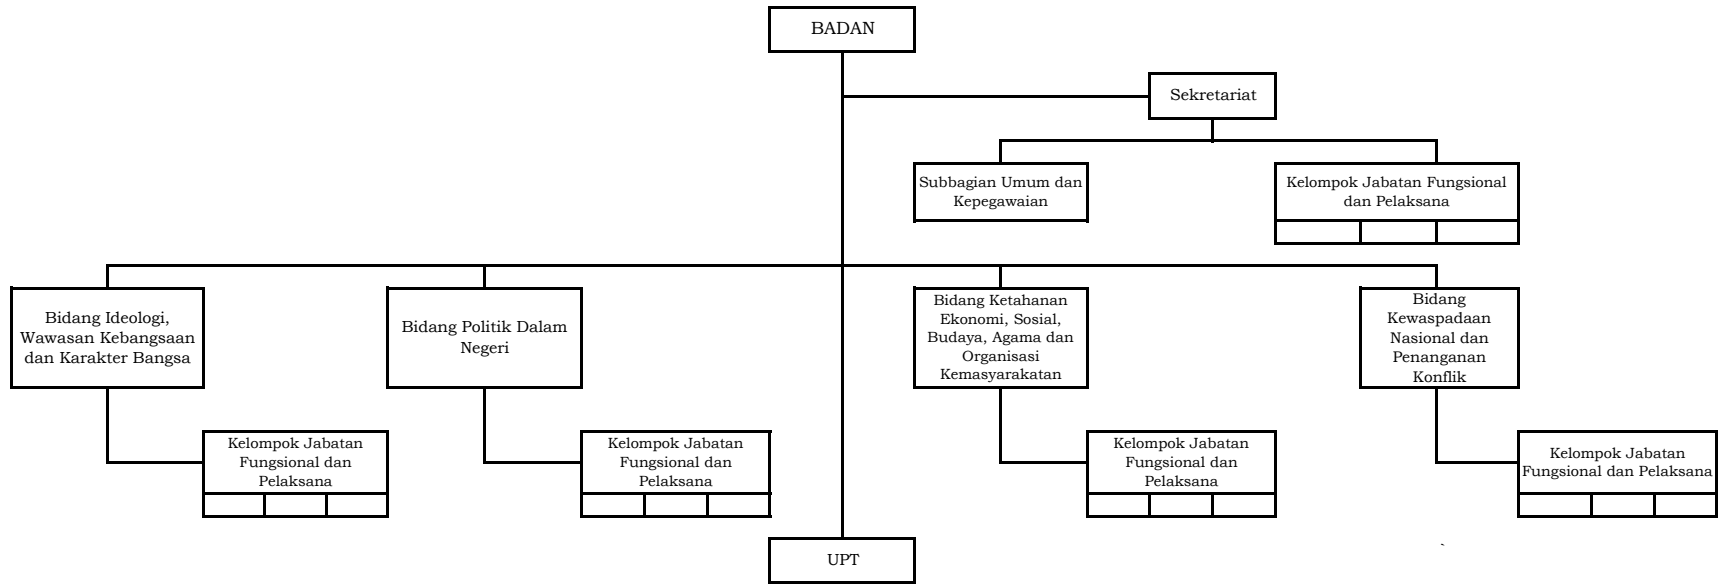 BADAN
Sekretariat
Subbagian Umum dan
Kepegawaian
Kelompok Jabatan Fungsional
dan Pelaksana
Bidang Ideologi,
Wawasan Kebangsaan
dan Karakter Bangsa
Bidang Politik Dalam
Negeri
Bidang Ketahanan
Ekonomi, Sosial,
Budaya, Agama dan
Organisasi
Kemasyarakatan
Bidang
Kewaspadaan
Nasional dan
Penanganan
Konflik
Kelompok Jabatan
Fungsional dan
Pelaksana
Kelompok Jabatan
Fungsional dan
Pelaksana
Kelompok Jabatan
Fungsional dan
Pelaksana
Kelompok Jabatan
Fungsional dan Pelaksana
`
UPT